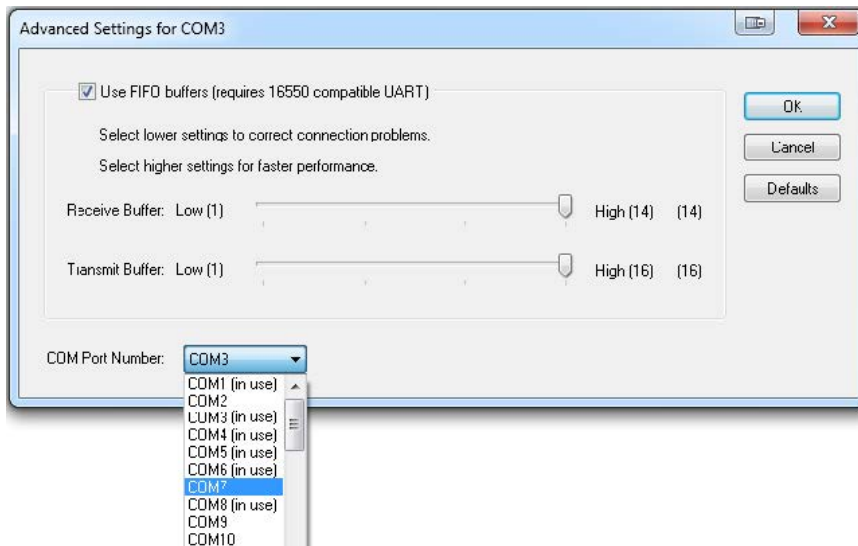 Advanced Settings for COM3
Use FIFO buffers (requires 16550 compatible UART)
OK
Select lower settings to correct connection problems.
Cancel
Select higher settings for faster performance.
Defaults
Receive Buffer: Low (1) High (14) (14)
Transmit Buffer: Low (1) High (16) (16)
COM Port Number: COM3
COM1 (in use)
COM2
COM3 (in use)
COM4 (in use)
COM5 (in use)
COM6 (in use)
COM7
COM8 (in use)
COM9
COM10